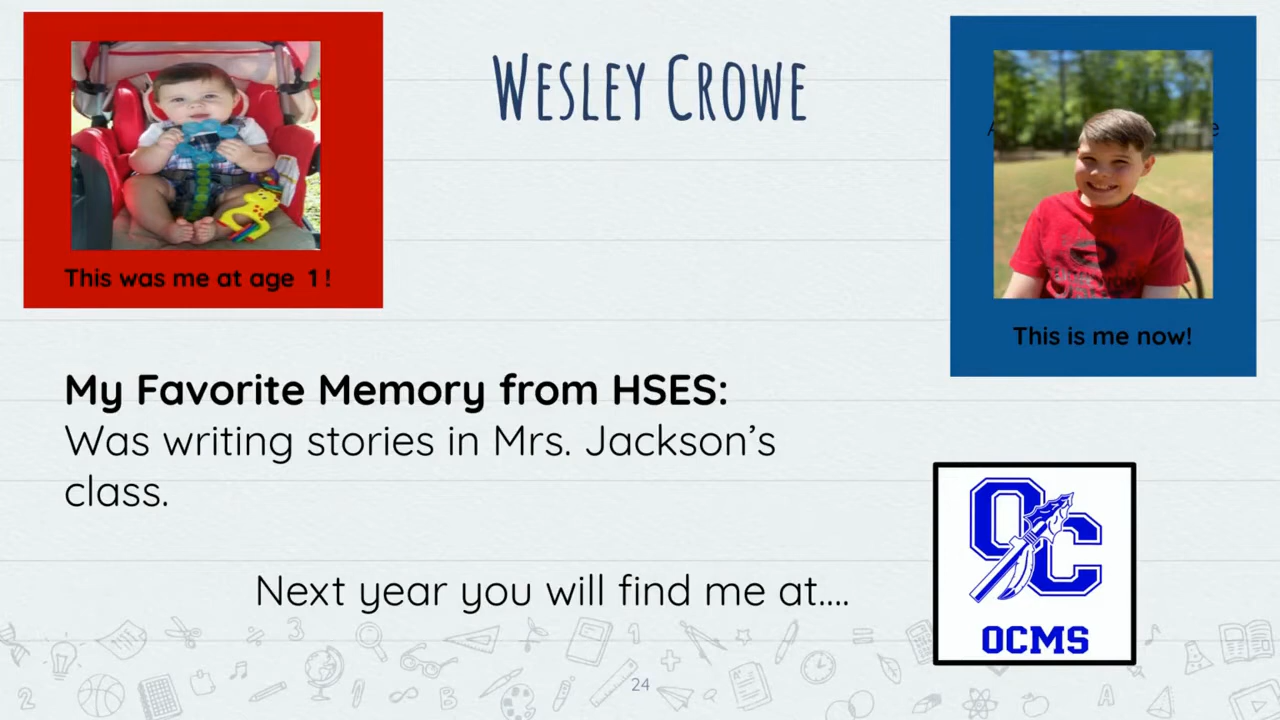 Wesley Crowe
This was me at age 1!
This is me now!
My Favorite Memory from HSES:
Was writing stories in Mrs. Jackson’s
class.
Next year you will find me at....
OC
OCMS
24